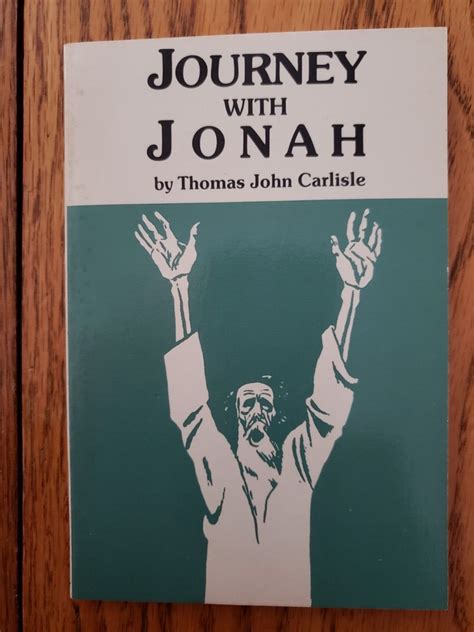 JOURNEY
WITH
JONAH
by Thomas John Carlisle